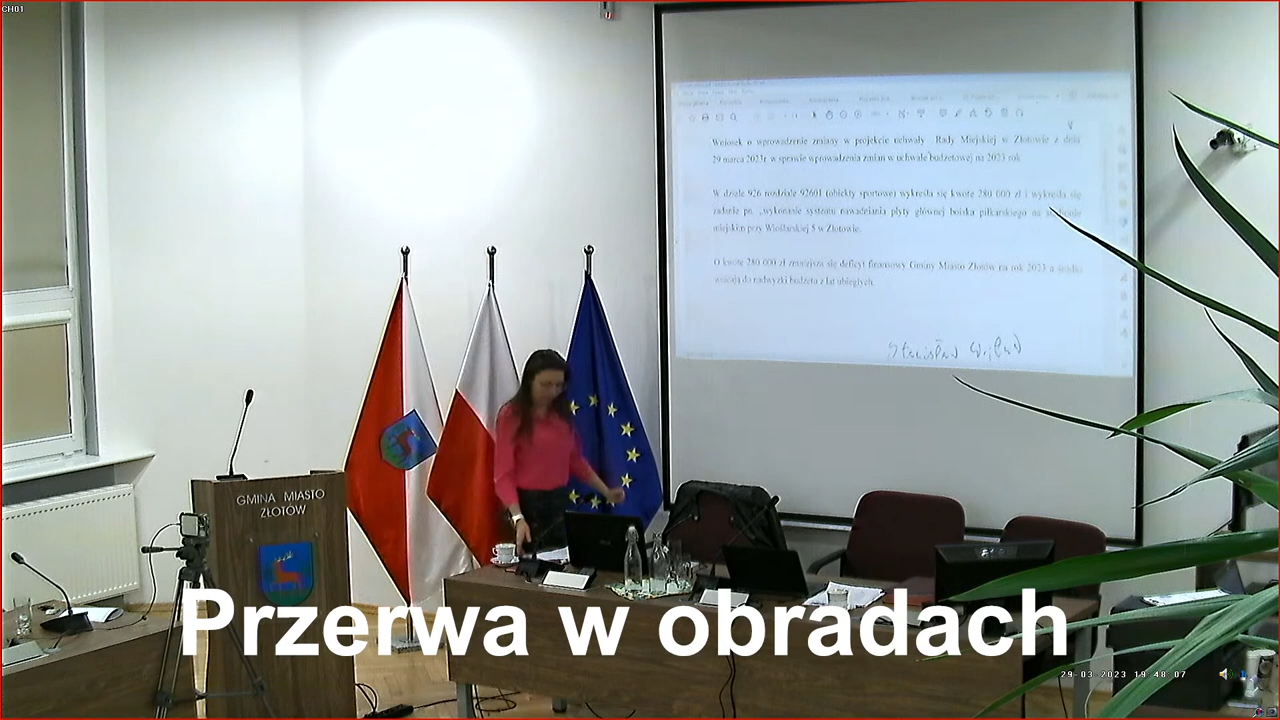 CH01
Wniosek o wprowadzenie zmiany w projekcie uchwały Rady Miejskiej w Złotowie z dnia
29 marca 2023r. w sprawie wprowadzenia zmian w uchwale budżetowej na 2023 rok
W dziale 926 rozdziale 92601 (obiekty sportowe) wykreśla się kwotę 280 000 zł i wykreśla się
zadanie pn. „wykonanie systemu nawadniania płyty głównej boiska piłkarskiego na stadionie
miejskim przy Wioślarskiej 5 w Złotowie.
O kwotę 280 000 zł zmniejsza się deficyt finansowy Gminy Miasto Złotów na rok 2023 a środki
wracają do nadwyżki budżetu z lat ubiegłych.
GMINA MIASTO
ZŁOTÓW
Przerwa w obradach
29-03-2023 19:48:07